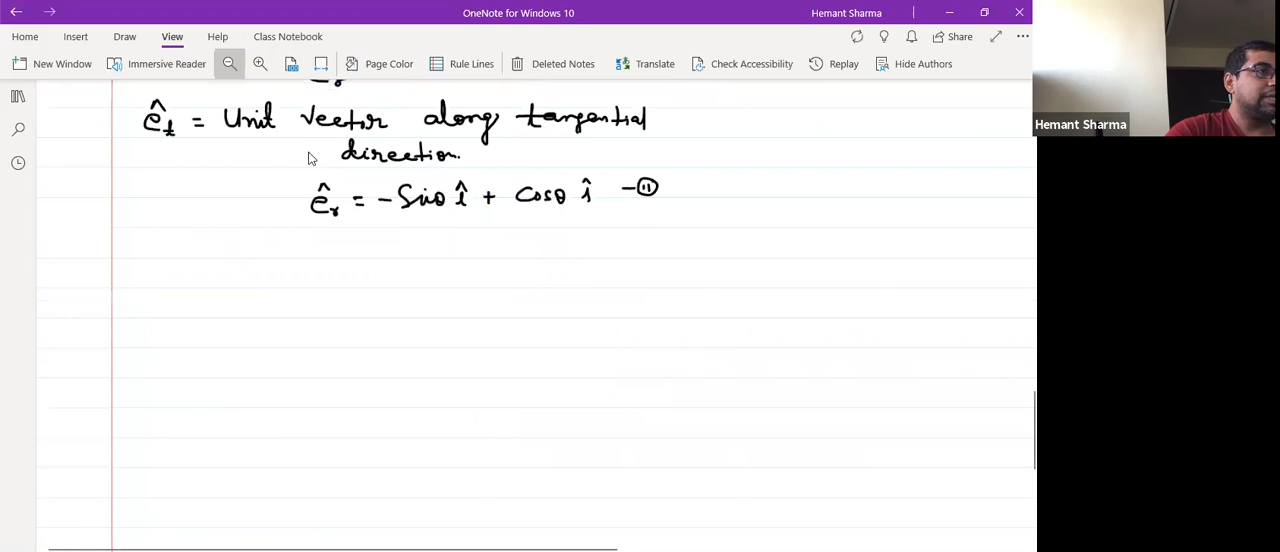 OneNote for Windows 10
Hemant Sharma
Home Insert Draw View Help Class Notebook
Share
New Window Immersive Reader Page Color Rule Lines Deleted Notes Translate Check Accessibility Replay Hide Authors
ê_t = Unit vector along tangential
direction.
ê_r = -Sinθ î + Cosθ î -⑪
Hemant Sharma